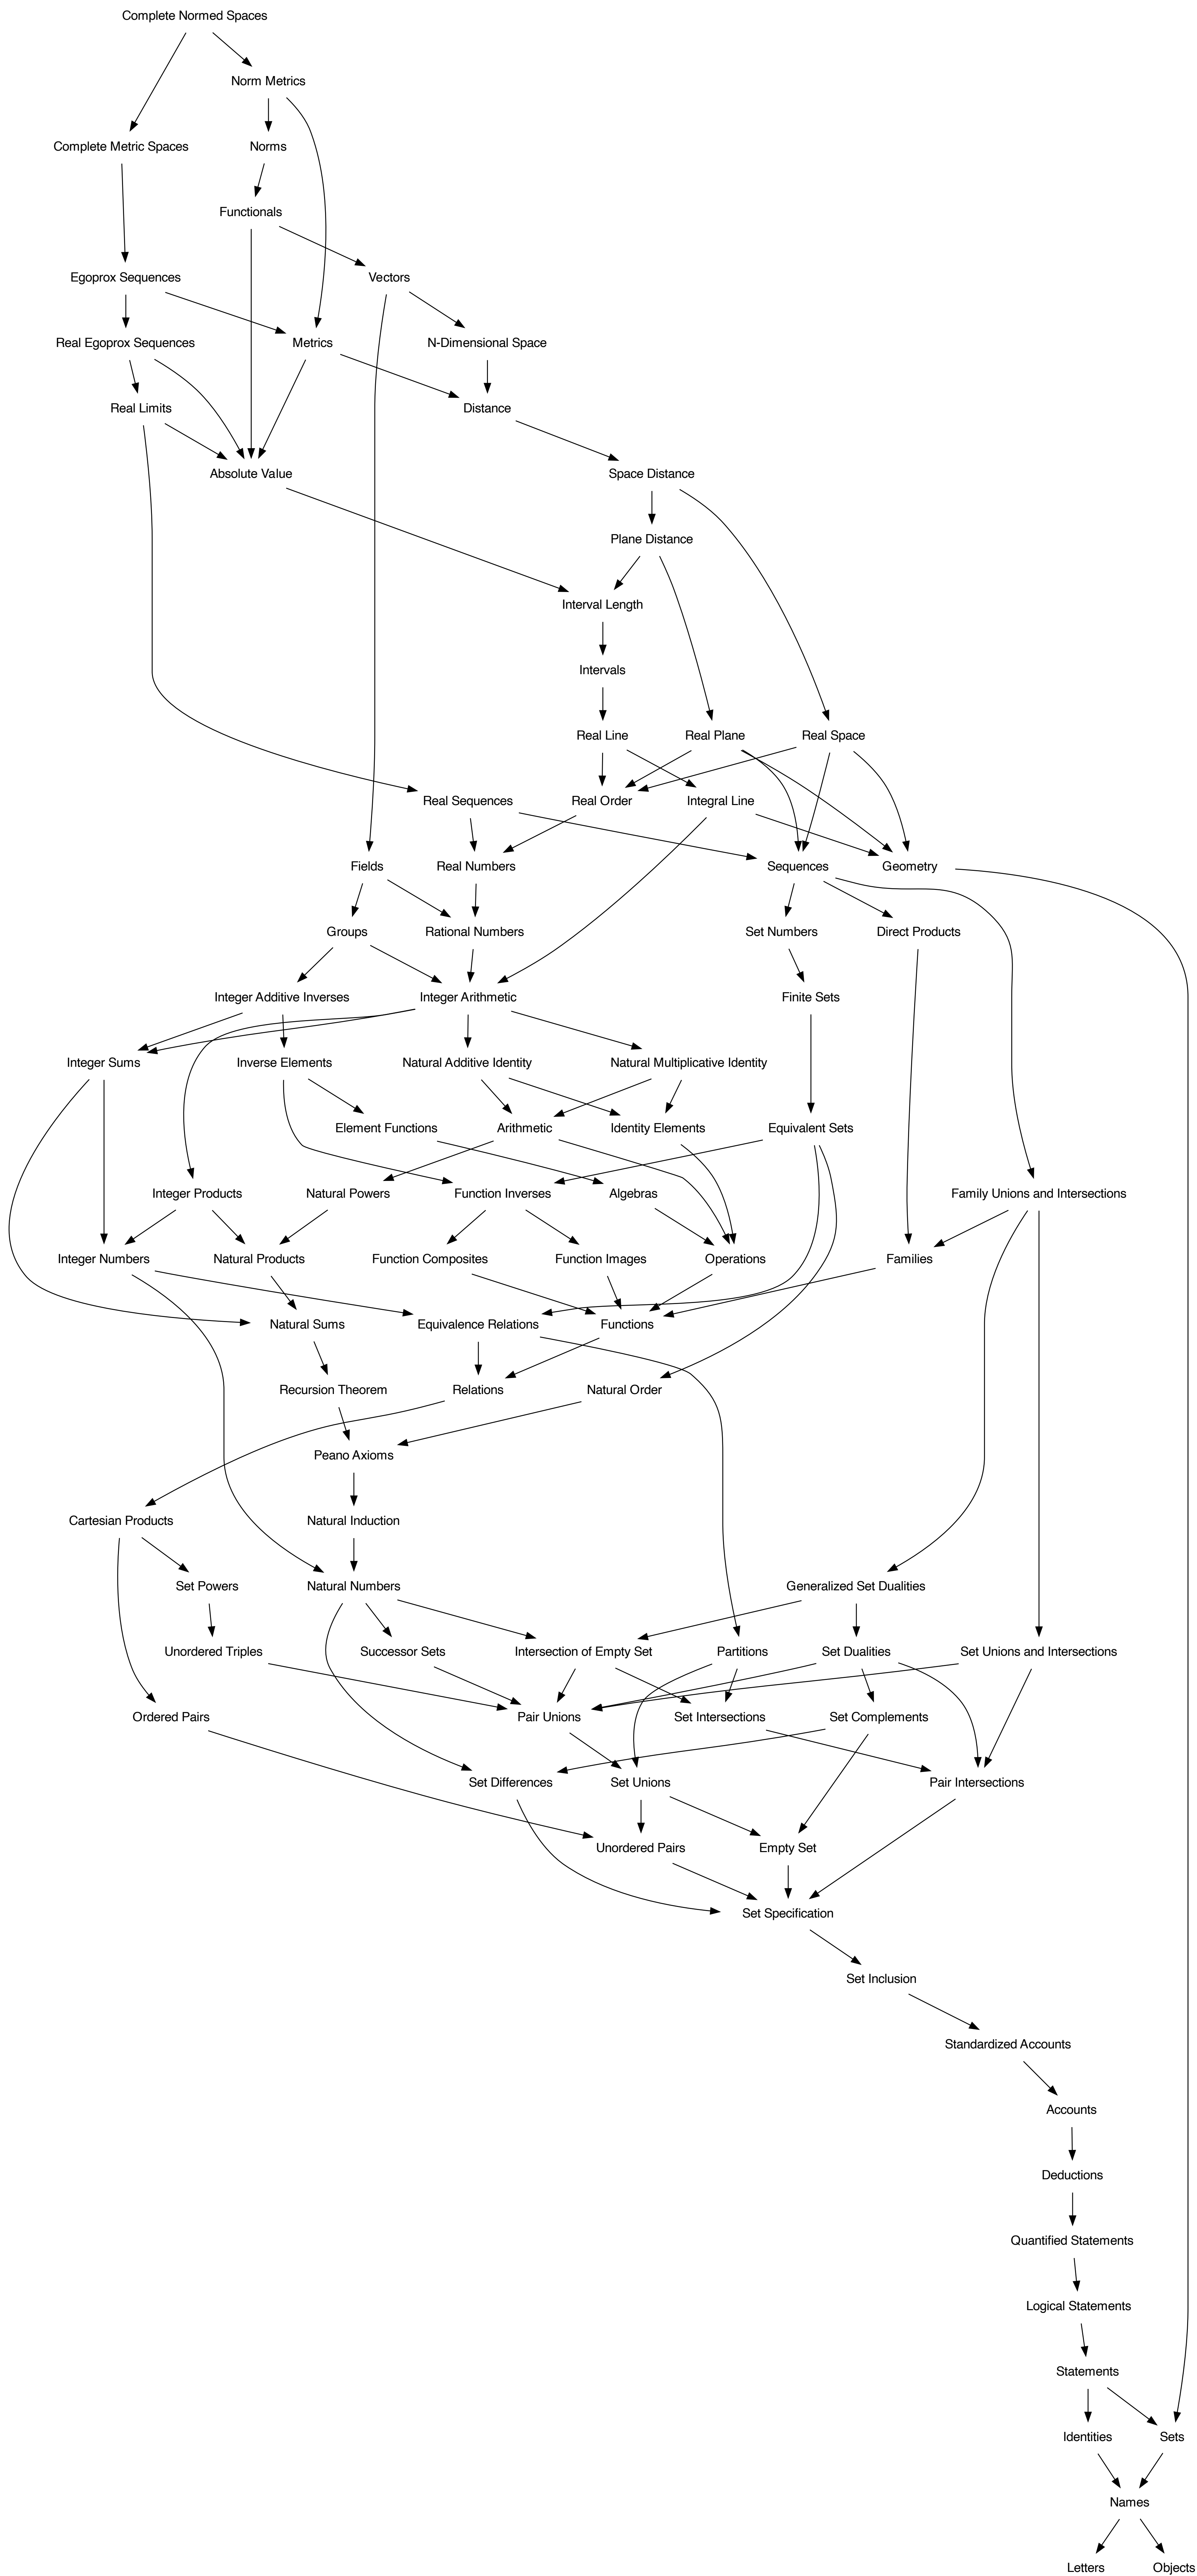 Complete Normed Spaces
Norm Metrics
Complete Metric Spaces
Norms
Functionals
Egoprox Sequences
Vectors
Real Egoprox Sequences
Metrics
N-Dimensional Space
Real Limits
Distance
Absolute Value
Space Distance
Plane Distance
Interval Length
Intervals
Real Line
Real Plane
Real Space
Real Sequences
Real Order
Integral Line
Fields
Real Numbers
Sequences
Geometry
Groups
Rational Numbers
Set Numbers
Direct Products
Integer Additive Inverses
Integer Arithmetic
Finite Sets
Integer Sums
Inverse Elements
Natural Additive Identity
Natural Multiplicative Identity
Element Functions
Arithmetic
Identity Elements
Equivalent Sets
Integer Products
Natural Powers
Function Inverses
Algebras
Family Unions and Intersections
Integer Numbers
Natural Products
Function Composites
Function Images
Operations
Families
Natural Sums
Equivalence Relations
Functions
Recursion Theorem
Relations
Natural Order
Peano Axioms
Cartesian Products
Natural Induction
Set Powers
Natural Numbers
Generalized Set Dualities
Unordered Triples
Successor Sets
Intersection of Empty Set
Partitions
Set Dualities
Set Unions and Intersections
Ordered Pairs
Pair Unions
Set Intersections
Set Complements
Set Differences
Set Unions
Pair Intersections
Unordered Pairs
Empty Set
Set Specification
Set Inclusion
Standardized Accounts
Accounts
Deductions
Quantified Statements
Logical Statements
Statements
Identities
Sets
Names
Letters
Objects